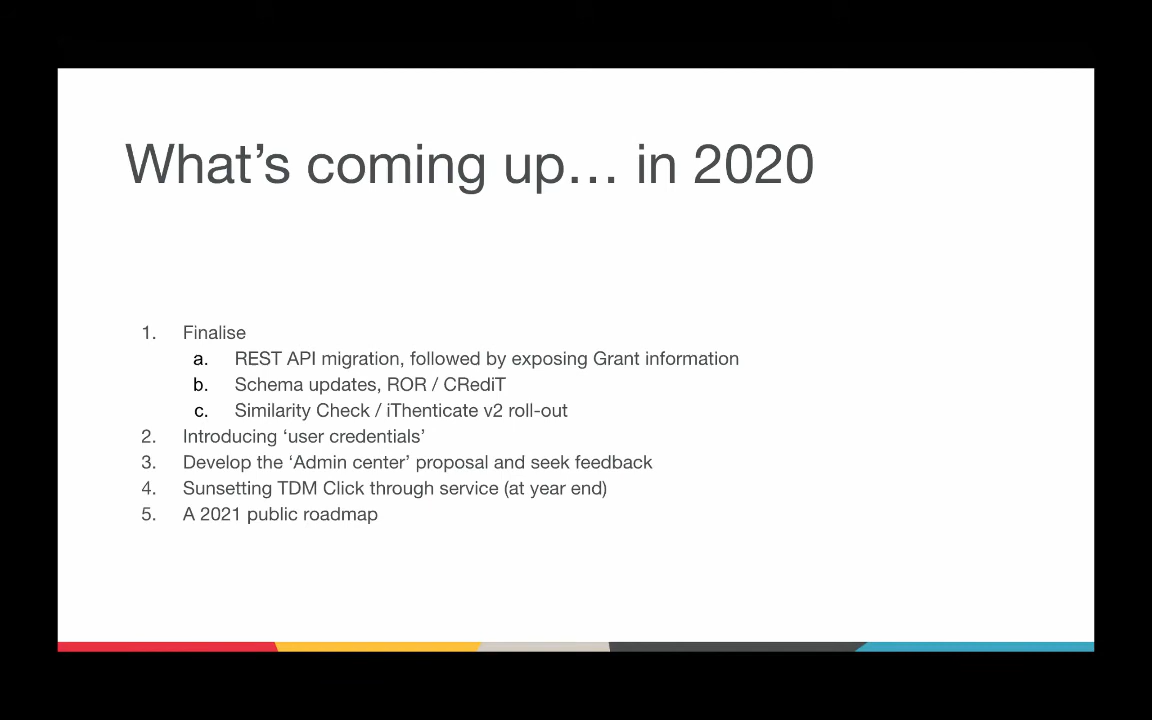 What’s coming up… in 2020
1. Finalise
a. REST API migration, followed by exposing Grant information
b. Schema updates, ROR / CRediT
c. Similarity Check / iThenticate v2 roll-out
2. Introducing ‘user credentials’
3. Develop the ‘Admin center’ proposal and seek feedback
4. Sunsetting TDM Click through service (at year end)
5. A 2021 public roadmap